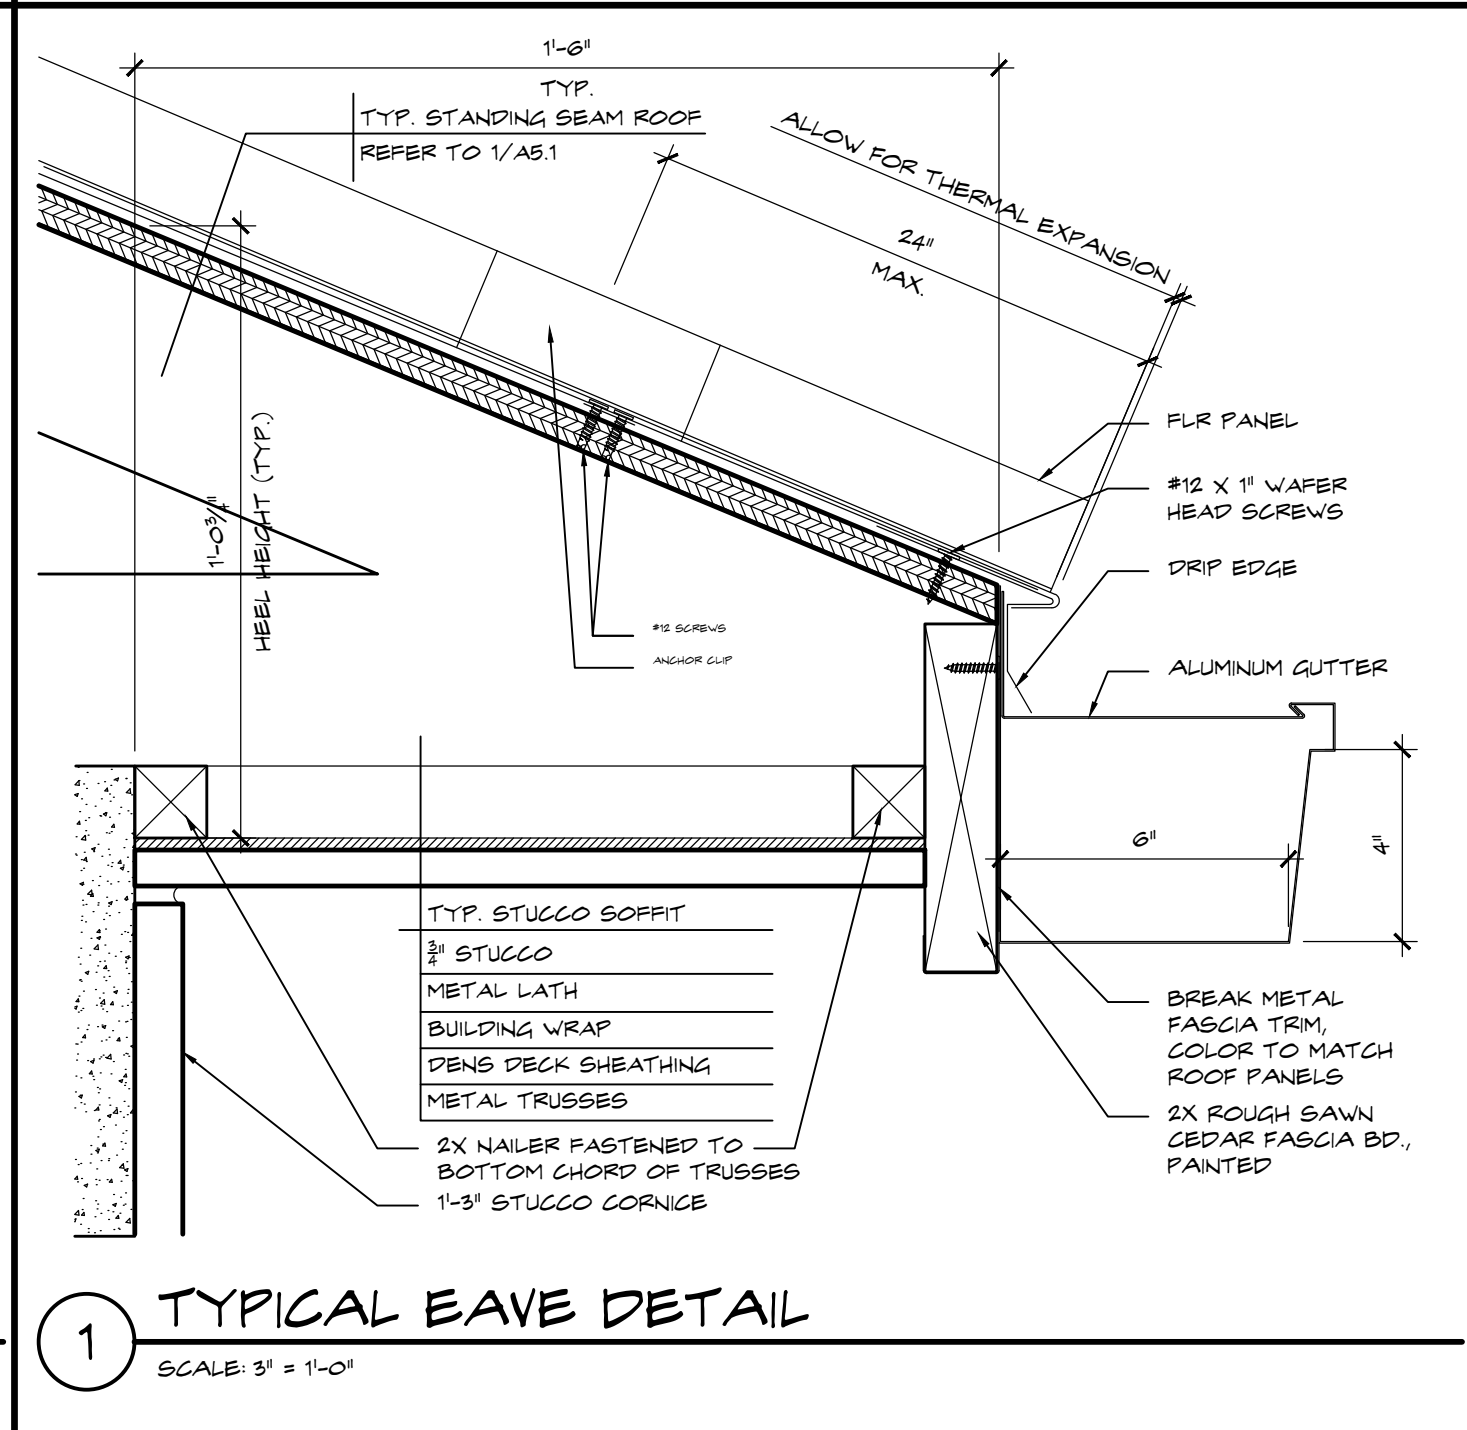 1'-6"
TYP.
TYP. STANDING SEAM ROOF
REFER TO 1/A5.1
ALLOW FOR THERMAL EXPANSION
24"
MAX.
FLR PANEL
#12 X 1" WAFER
HEAD SCREWS
DRIP EDGE
1'-0¾"
HEEL HEIGHT (TYP.)
#12 SCREWS
ANCHOR CLIP
ALUMINUM GUTTER
6"
4"
TYP. STUCCO SOFFIT
¾" STUCCO
METAL LATH
BUILDING WRAP
DENS DECK SHEATHING
METAL TRUSSES
2X NAILER FASTENED TO
BOTTOM CHORD OF TRUSSES
1'-3" STUCCO CORNICE
BREAK METAL
FASCIA TRIM,
COLOR TO MATCH
ROOF PANELS
2X ROUGH SAWN
CEDAR FASCIA BD.,
PAINTED
1
TYPICAL EAVE DETAIL
SCALE: 3" = 1'-0"